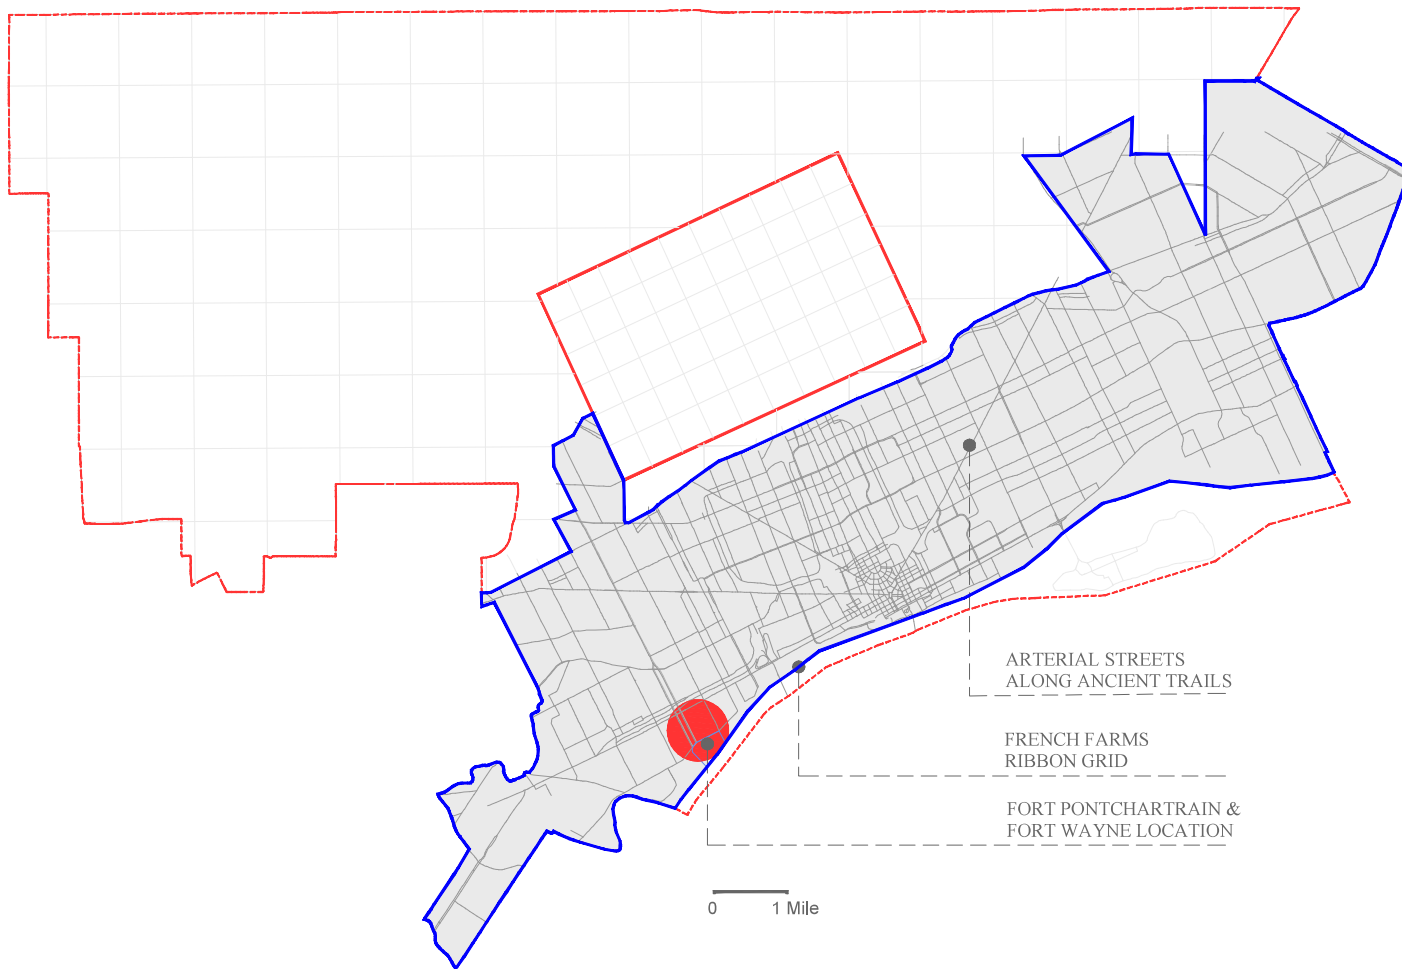 ARTERIAL STREETS
ALONG ANCIENT TRAILS
FRENCH FARMS
RIBBON GRID
FORT PONTCHARTRAIN &
FORT WAYNE LOCATION
0 1 Mile